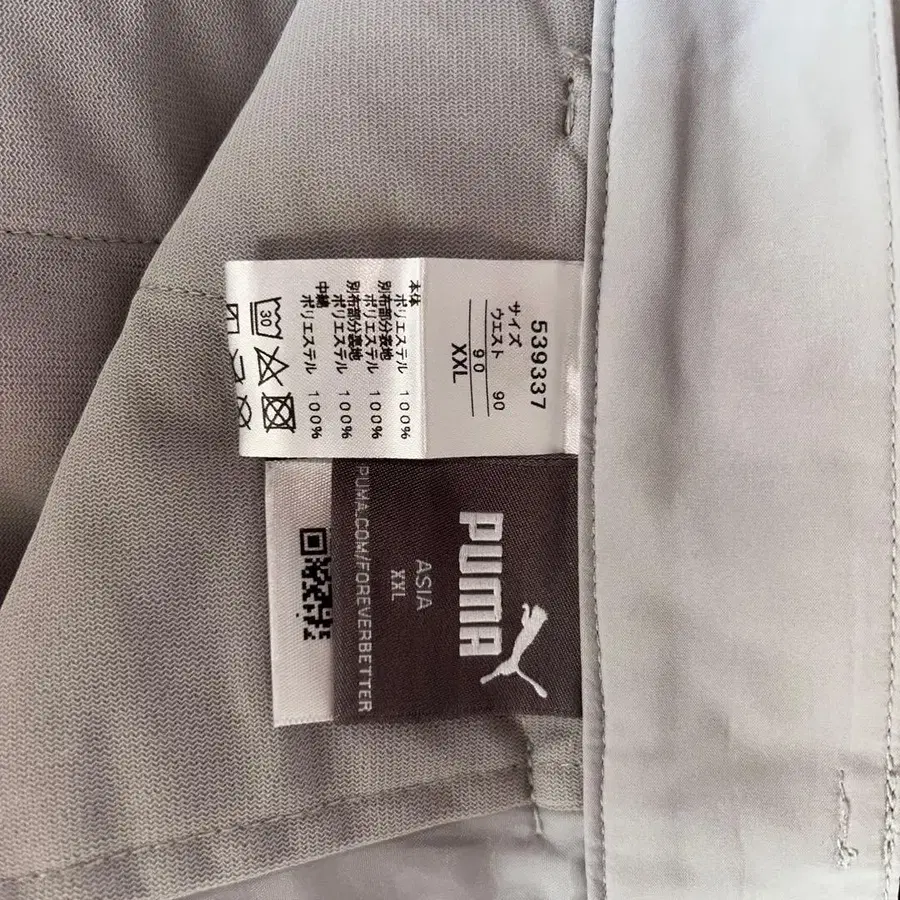 539337
サイズ
ウエスト 90
90
XXL
本体
ポリエステル 100%
別布部分表地
ポリエステル 100%
別布部分裏地
ポリエステル 100%
中綿
ポリエステル 100%
30
PUMA
ASIA
XXL
PUMA.COM/FOREVERBETTER